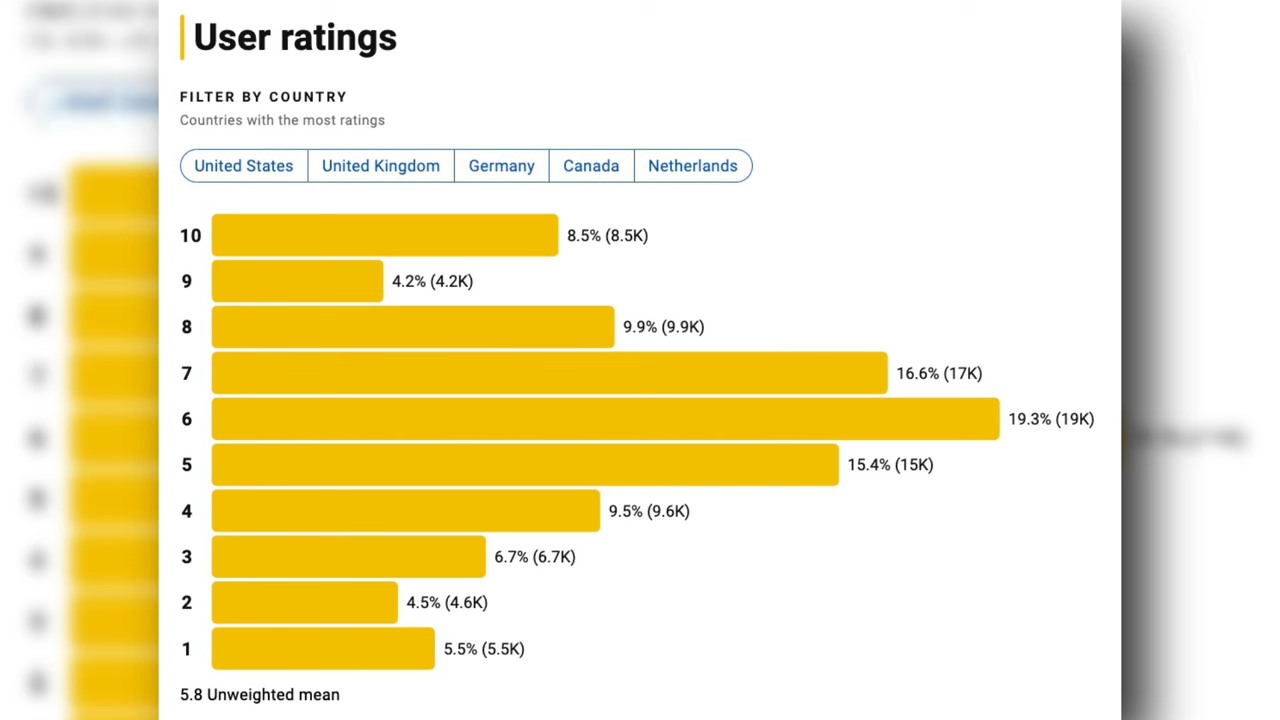 User ratings
FILTER BY COUNTRY
Countries with the most ratings
United States United Kingdom Germany Canada Netherlands
10 8.5% (8.5K)
9 4.2% (4.2K)
8 9.9% (9.9K)
7 16.6% (17K)
6 19.3% (19K)
5 15.4% (15K)
4 9.5% (9.6K)
3 6.7% (6.7K)
2 4.5% (4.6K)
1 5.5% (5.5K)
5.8 Unweighted mean